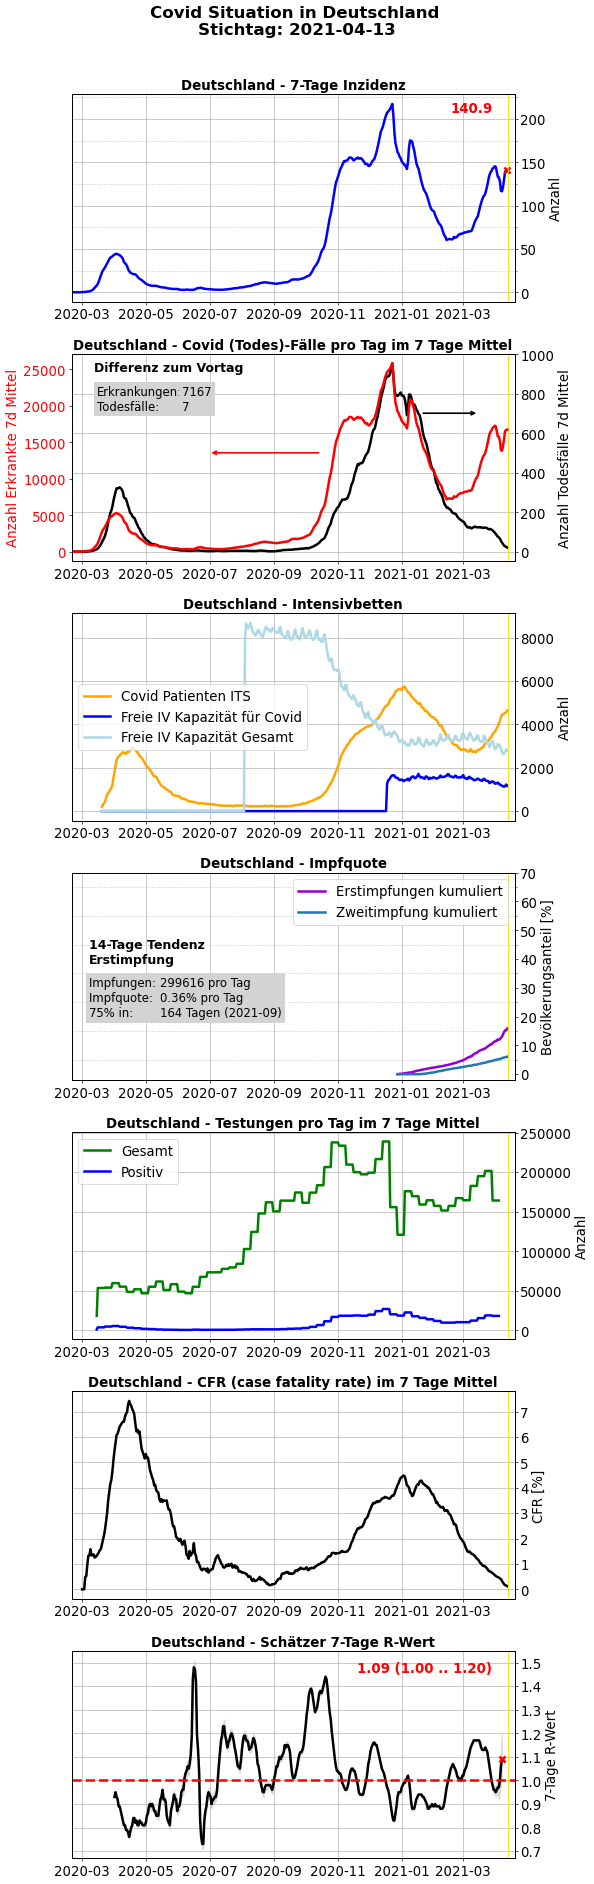 Covid Situation in Deutschland
Stichtag: 2021-04-13
Deutschland - 7-Tage Inzidenz
140.9
200
150
100
50
0
Anzahl
2020-03 2020-05 2020-07 2020-09 2020-11 2021-01 2021-03
Deutschland - Covid (Todes)-Fälle pro Tag im 7 Tage Mittel
Differenz zum Vortag
Erkrankungen: 7167
Todesfälle: 7
25000
20000
15000
10000
5000
0
Anzahl Erkrankte 7d Mittel
1000
800
600
400
200
0
Anzahl Todesfälle 7d Mittel
2020-03 2020-05 2020-07 2020-09 2020-11 2021-01 2021-03
Deutschland - Intensivbetten
Covid Patienten ITS
Freie IV Kapazität für Covid
Freie IV Kapazität Gesamt
8000
6000
4000
2000
0
Anzahl
2020-03 2020-05 2020-07 2020-09 2020-11 2021-01 2021-03
Deutschland - Impfquote
Erstimpfungen kumuliert
Zweitimpfung kumuliert
14-Tage Tendenz
Erstimpfung
Impfungen: 299616 pro Tag
Impfquote: 0.36% pro Tag
75% in: 164 Tagen (2021-09)
70
60
50
40
30
20
10
0
Bevölkerungsanteil [%]
2020-03 2020-05 2020-07 2020-09 2020-11 2021-01 2021-03
Deutschland - Testungen pro Tag im 7 Tage Mittel
Gesamt
Positiv
250000
200000
150000
100000
50000
0
Anzahl
2020-03 2020-05 2020-07 2020-09 2020-11 2021-01 2021-03
Deutschland - CFR (case fatality rate) im 7 Tage Mittel
7
6
5
4
3
2
1
0
CFR [%]
2020-03 2020-05 2020-07 2020-09 2020-11 2021-01 2021-03
Deutschland - Schätzer 7-Tage R-Wert
1.09 (1.00 .. 1.20)
1.5
1.4
1.3
1.2
1.1
1.0
0.9
0.8
0.7
7-Tage R-Wert
2020-03 2020-05 2020-07 2020-09 2020-11 2021-01 2021-03